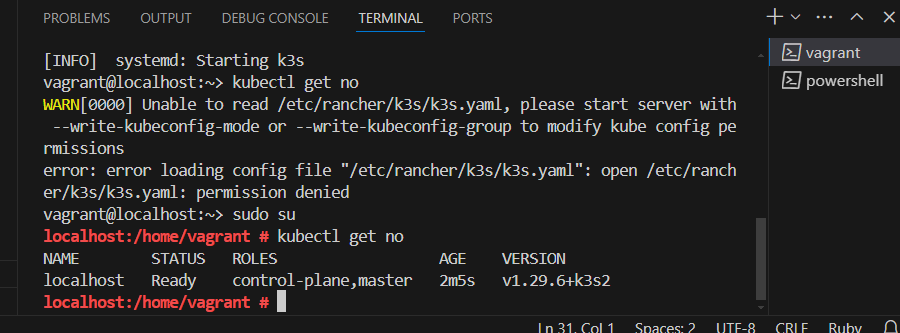 PROBLEMS OUTPUT DEBUG CONSOLE TERMINAL PORTS
[INFO]  systemd: Starting k3s
vagrant@localhost:~> kubectl get no
WARN[0000] Unable to read /etc/rancher/k3s/k3s.yaml, please start server with
 --write-kubeconfig-mode or --write-kubeconfig-group to modify kube config pe
rmissions
error: error loading config file "/etc/rancher/k3s/k3s.yaml": open /etc/ranch
er/k3s/k3s.yaml: permission denied
vagrant@localhost:~> sudo su
localhost:/home/vagrant # kubectl get no
NAME        STATUS   ROLES                  AGE    VERSION
localhost   Ready    control-plane,master   2m5s   v1.29.6+k3s2
localhost:/home/vagrant #
vagrant
powershell
Ln 31, Col 1 Spaces: 2 UTF-8 CRLF Ruby